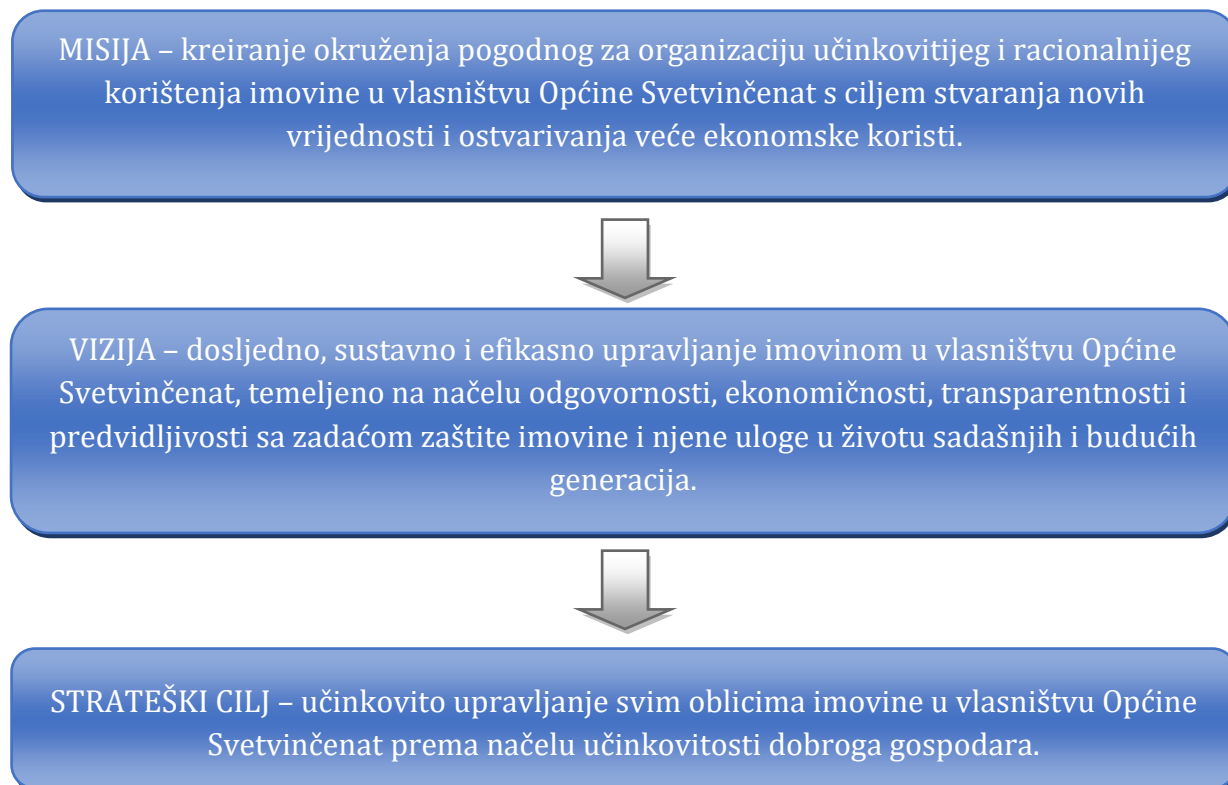 MISIJA – kreiranje okruženja pogodnog za organizaciju učinkovitijeg i racionalnijeg
korištenja imovine u vlasništvu Općine Svetvinčenat s ciljem stvaranja novih
vrijednosti i ostvarivanja veće ekonomske koristi.
VIZIJA – dosljedno, sustavno i efikasno upravljanje imovinom u vlasništvu Općine
Svetvinčenat, temeljeno na načelu odgovornosti, ekonomičnosti, transparentnosti i
predvidljivosti sa zadaćom zaštite imovine i njene uloge u životu sadašnjih i budućih
generacija.
STRATEŠKI CILJ – učinkovito upravljanje svim oblicima imovine u vlasništvu Općine
Svetvinčenat prema načelu učinkovitosti dobroga gospodara.